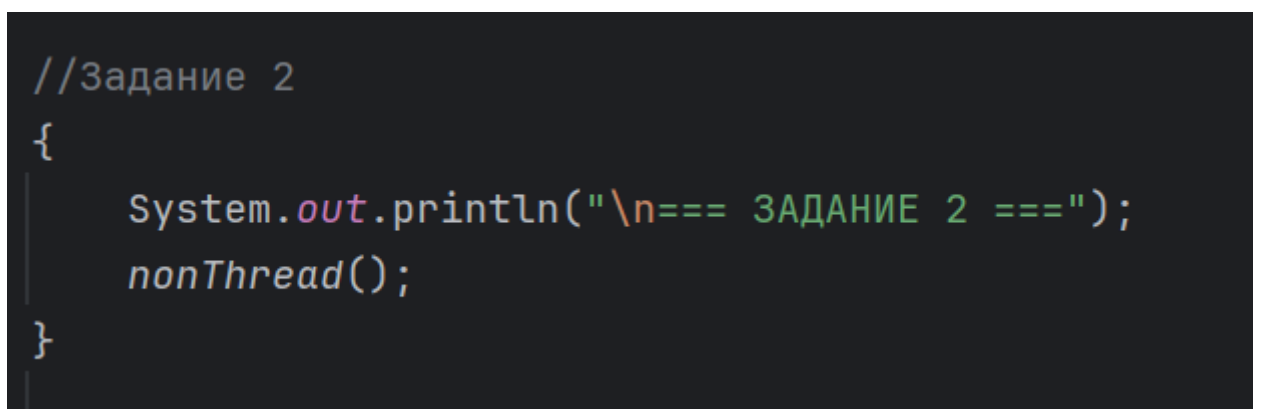 //Задание 2
{
System.out.println("\n=== ЗАДАНИЕ 2 ===");
nonThread();
}